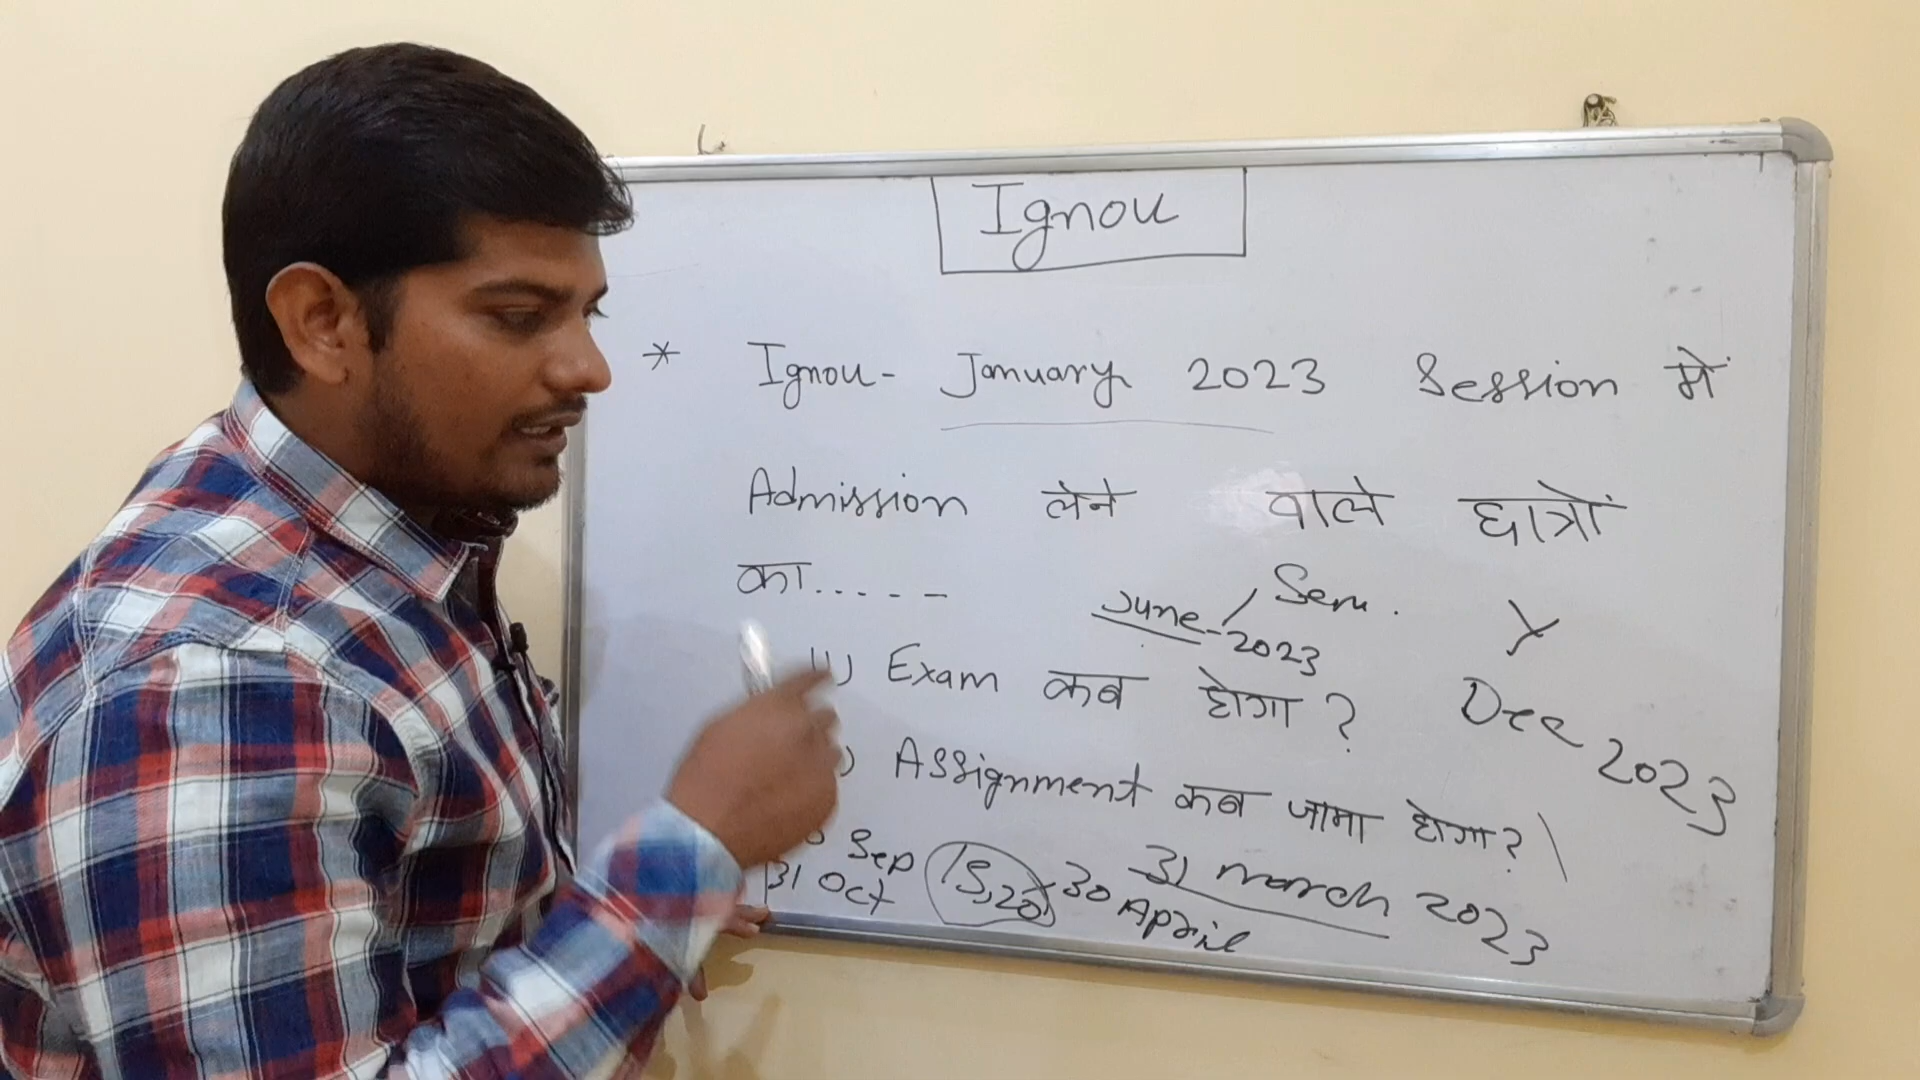 Ignou
* Ignou - January 2023 Session में
Admission लेने वाले छात्रों
का.....-
June-2023 / Sem. Y
Exam कब होगा ? Dec 2023
Assignment कब जामा होगा ?
Sep 31 march 2023
31 Oct 15,20 30 April